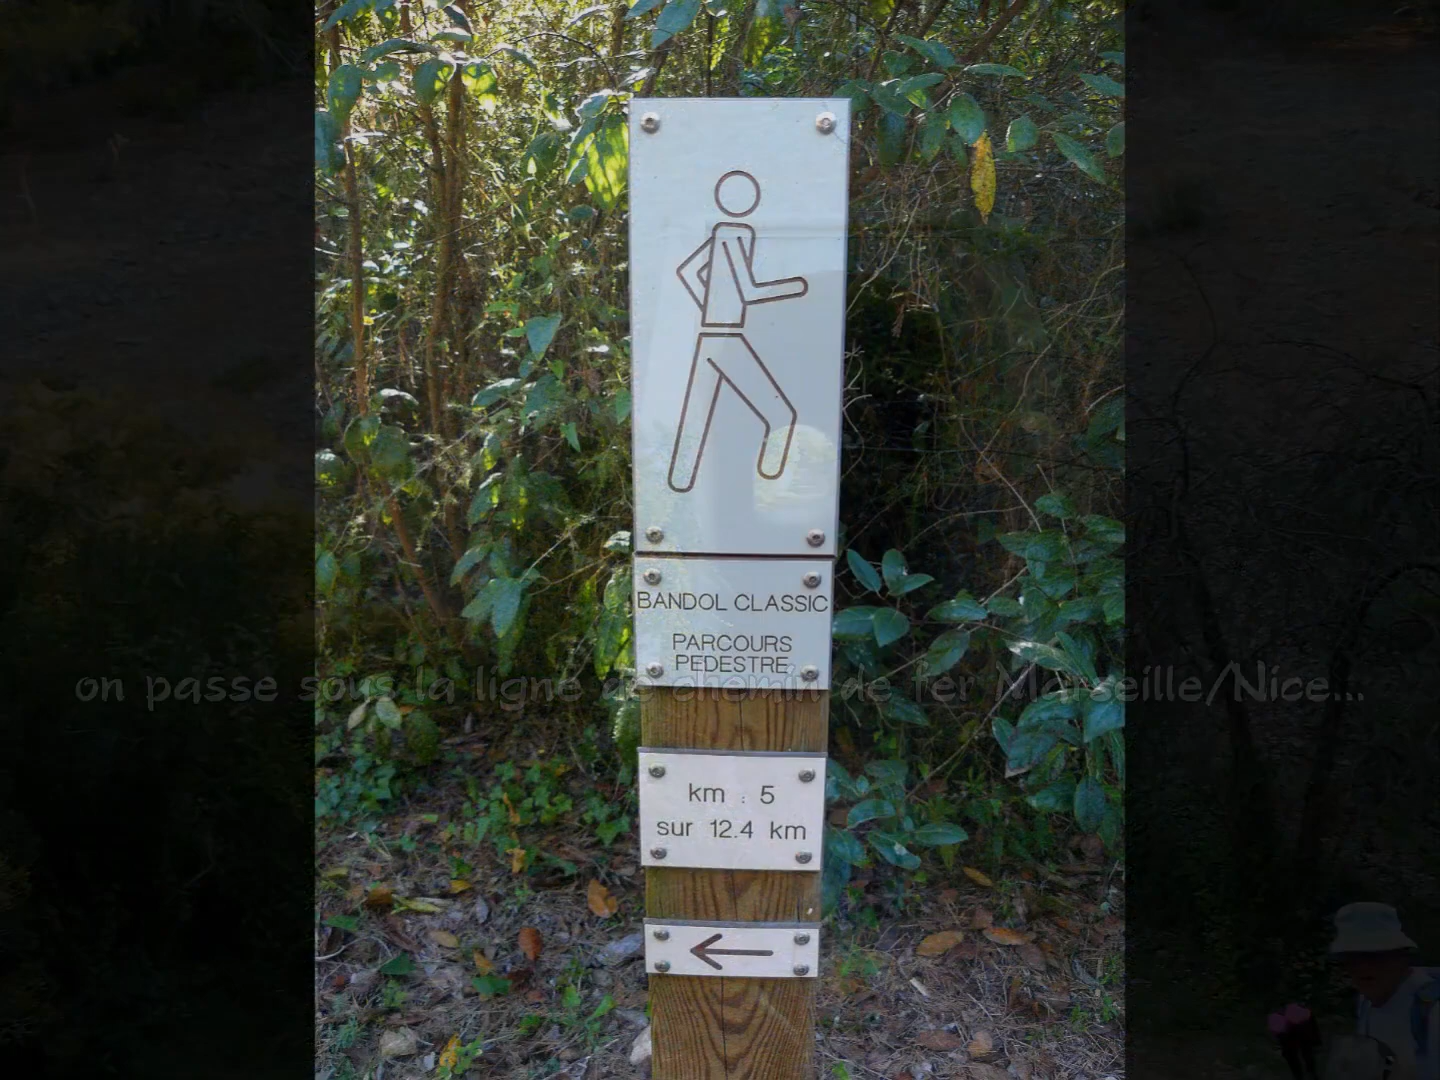 BANDOL CLASSIC
PARCOURS
PEDESTRE
on passe sous la ligne de chemin de fer Marseille/Nice...
km : 5
sur 12.4 km